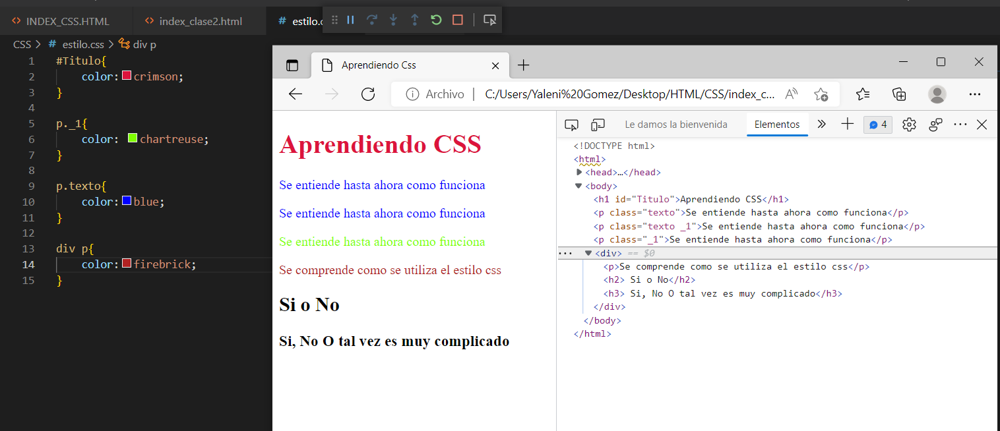 INDEX_CSS.HTML index_clase2.html # estilo.c
CSS > # estilo.css > div p
1 #Titulo{
2 color: crimson;
3 }
4
5 p._1{
6 color: chartreuse;
7 }
8
9 p.texto{
10 color: blue;
11 }
12
13 div p{
14 color: firebrick;
15 }
Aprendiendo Css
Archivo | C:/Users/Yaleni%20Gomez/Desktop/HTML/CSS/index_c...
Aprendiendo CSS
Se entiende hasta ahora como funciona
Se entiende hasta ahora como funciona
Se entiende hasta ahora como funciona
Se comprende como se utiliza el estilo css
Si o No
Si, No O tal vez es muy complicado
Le damos la bienvenida Elementos 4
<!DOCTYPE html>
<html>
<head>…</head>
<body>
<h1 id="Titulo">Aprendiendo CSS</h1>
<p class="texto">Se entiende hasta ahora como funciona</p>
<p class="texto _1">Se entiende hasta ahora como funciona</p>
<p class="_1">Se entiende hasta ahora como funciona</p>
<div> == $0
<p>Se comprende como se utiliza el estilo css</p>
<h2> Si o No</h2>
<h3> Si, No O tal vez es muy complicado</h3>
</div>
</body>
</html>